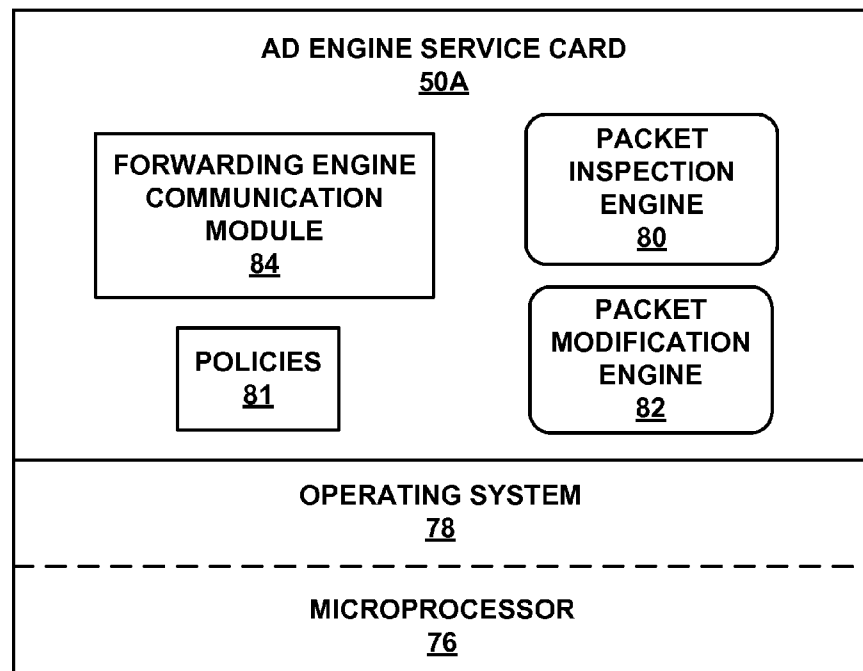 AD ENGINE SERVICE CARD
50A
FORWARDING ENGINE
COMMUNICATION
MODULE
84
PACKET
INSPECTION
ENGINE
80
POLICIES
81
PACKET
MODIFICATION
ENGINE
82
OPERATING SYSTEM
78
MICROPROCESSOR
76